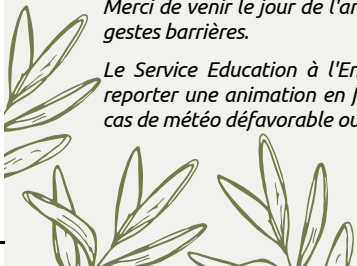 Merci de venir le jour de l'an
gestes barrières.
Le Service Education à l'En
reporter une animation en f
cas de météo défavorable ou